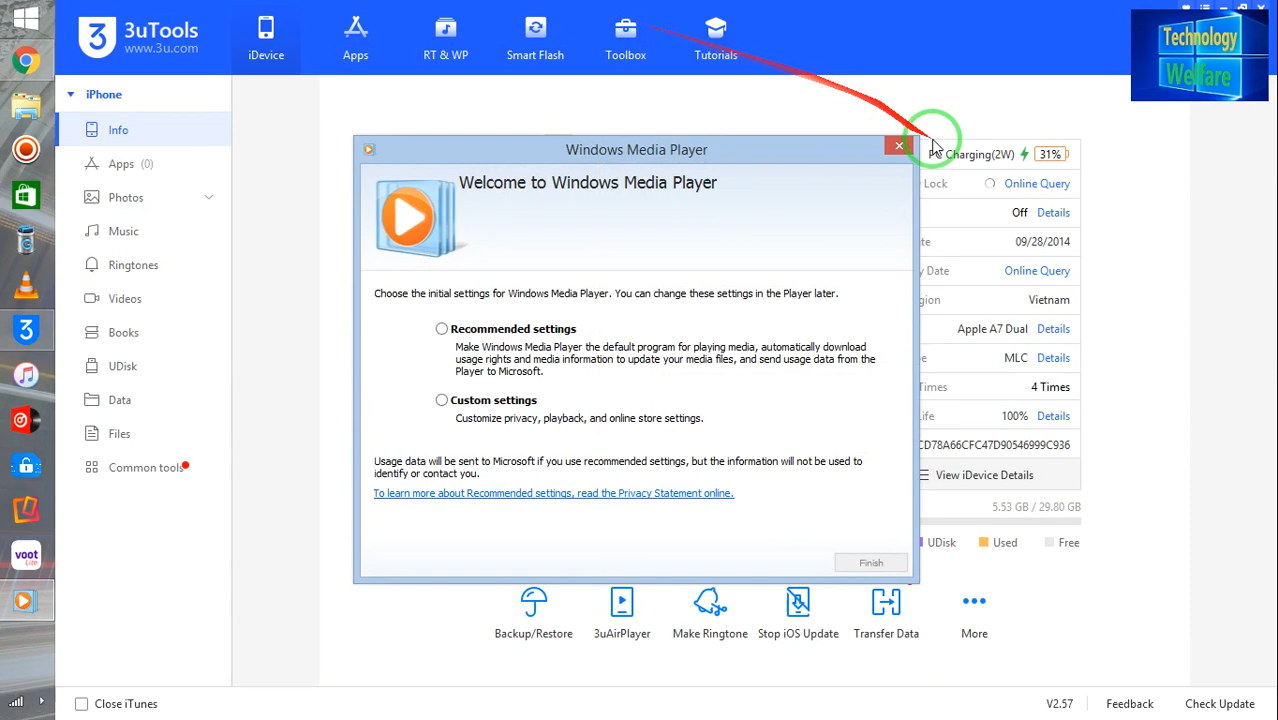 3uTools
www.3u.com
iDevice
Apps
RT & WP
Smart Flash
Toolbox
Tutorials
Technology
Welfare
iPhone
Info
Apps (0)
Photos
Music
Ringtones
Videos
Books
UDisk
Data
Files
Common tools
Windows Media Player
Welcome to Windows Media Player
Choose the initial settings for Windows Media Player. You can change these settings in the Player later.
Recommended settings
Make Windows Media Player the default program for playing media, automatically download
usage rights and media information to update your media files, and send usage data from the
Player to Microsoft.
Custom settings
Customize privacy, playback, and online store settings.
Usage data will be sent to Microsoft if you use recommended settings, but the information will not be used to
identify or contact you.
To learn more about Recommended settings, read the Privacy Statement online.
Finish
Charging(2W) 31%
Lock Online Query
Off Details
09/28/2014
Date Online Query
Vietnam
Apple A7 Dual Details
MLC Details
Times 4 Times
Life 100% Details
CD78A66CFC47D90546999C936
View iDevice Details
5.53 GB / 29.80 GB
UDisk Used Free
Backup/Restore
3uAirPlayer
Make Ringtone
Stop iOS Update
Transfer Data
More
voot
Lite
Close iTunes
V2.57
Feedback
Check Update